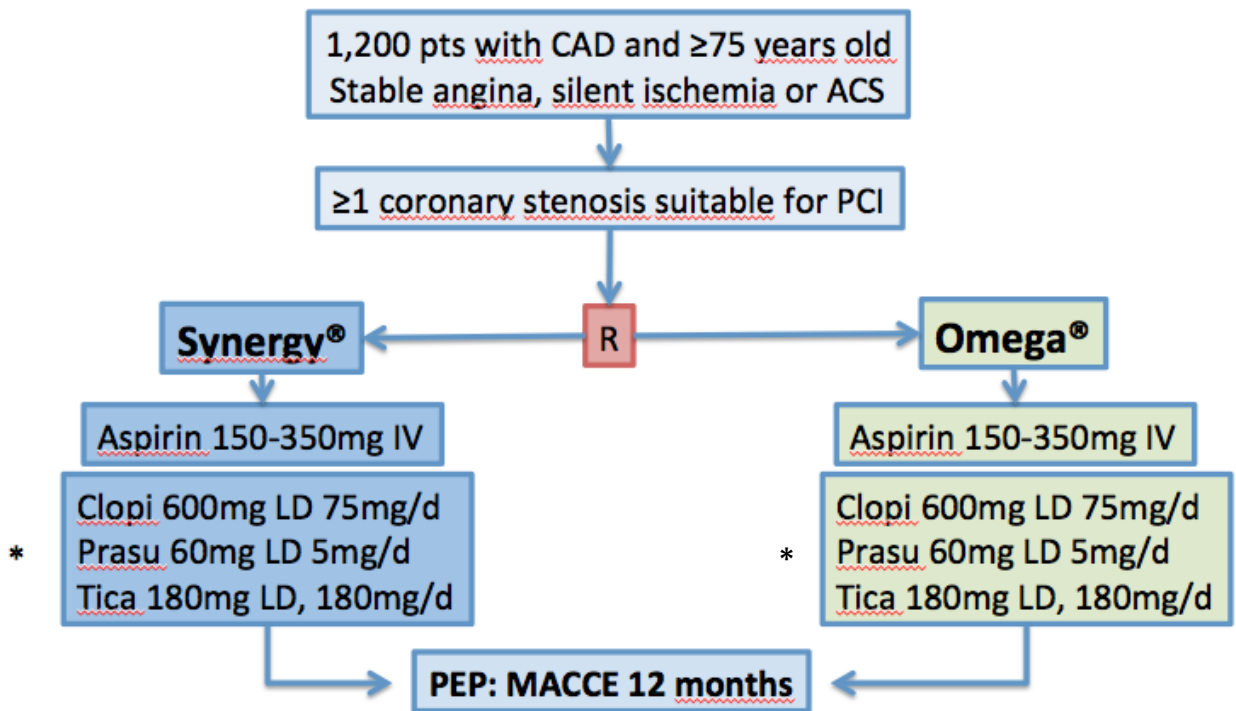 1,200 pts with CAD and ≥75 years old
Stable angina, silent ischemia or ACS
≥1 coronary stenosis suitable for PCI
R
Synergy®
Omega®
Aspirin 150-350mg IV
Aspirin 150-350mg IV
Clopi 600mg LD 75mg/d
* Prasu 60mg LD 5mg/d
Tica 180mg LD, 180mg/d
Clopi 600mg LD 75mg/d
* Prasu 60mg LD 5mg/d
Tica 180mg LD, 180mg/d
PEP: MACCE 12 months